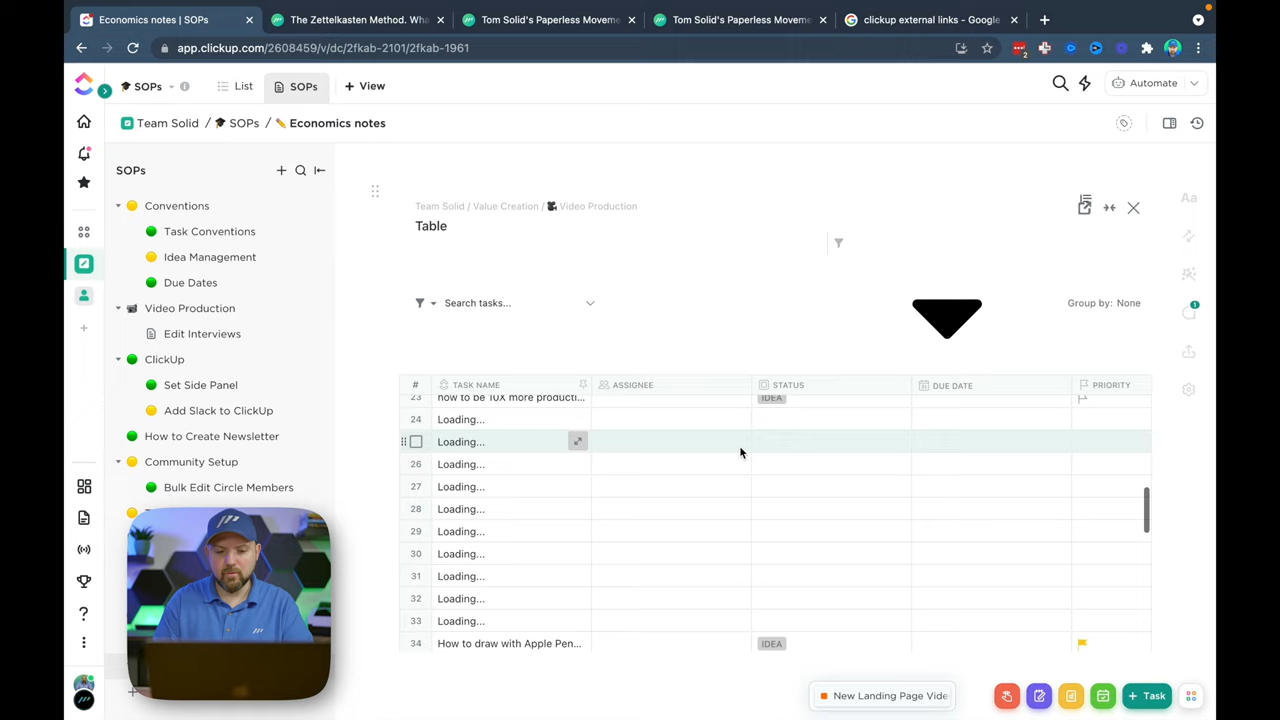 Economics notes | SOPs
The Zettelkasten Method. Wha
Tom Solid's Paperless Moveme
Tom Solid's Paperless Moveme
clickup external links - Google
app.clickup.com/2608459/v/dc/2fkab-2101/2fkab-1961
2
SOPs
List
SOPs
+ View
Automate
Team Solid / SOPs / Economics notes
SOPs
Conventions
Task Conventions
Idea Management
Due Dates
Video Production
Edit Interviews
ClickUp
Set Side Panel
Add Slack to ClickUp
How to Create Newsletter
Community Setup
Bulk Edit Circle Members
Team Solid / Value Creation / Video Production
Table
Aa
Search tasks...
Group by: None
1
# TASK NAME ASSIGNEE STATUS DUE DATE PRIORITY
23 how to be 10X more producti... IDEA
24 Loading...
Loading...
26 Loading...
27 Loading...
28 Loading...
29 Loading...
30 Loading...
31 Loading...
32 Loading...
33 Loading...
34 How to draw with Apple Pen... IDEA
New Landing Page Vide
+ Task